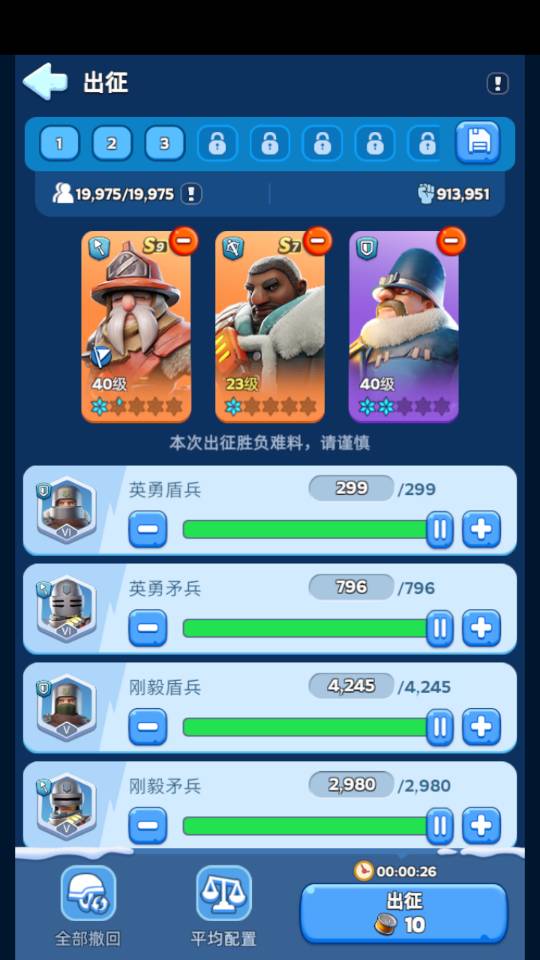 出征
1 2 3
19,975/19,975 913,951
S9 S7
40级 23级 40级
本次出征胜负难料，请谨慎
英勇盾兵 299 /299
VI
英勇矛兵 796 /796
VI
刚毅盾兵 4,245 /4,245
V
刚毅矛兵 2,980 /2,980
V
00:00:26
出征
10
全部撤回 平均配置